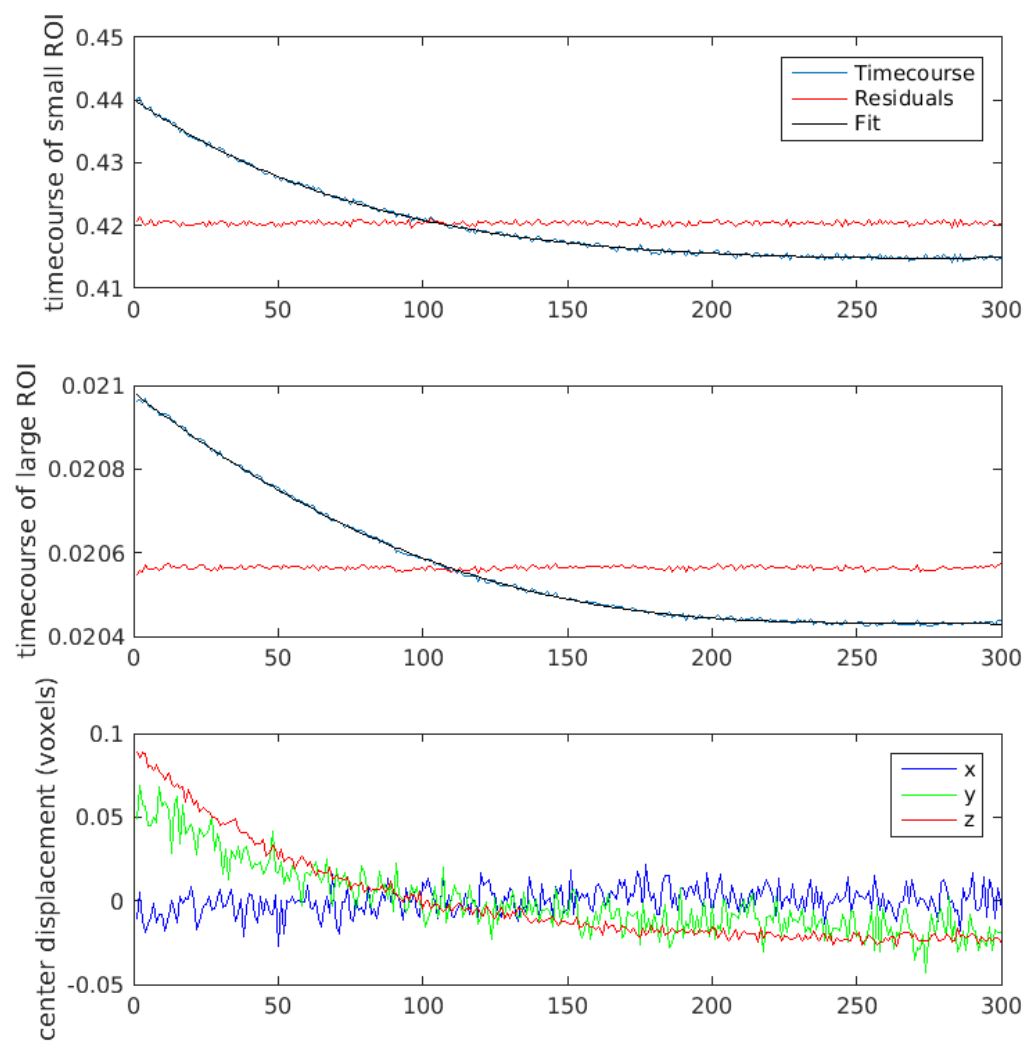 timecourse of small ROI
0.45
0.44
0.43
0.42
0.41
0 50 100 150 200 250 300
Timecourse
Residuals
Fit
timecourse of large ROI
0.021
0.0208
0.0206
0.0204
0 50 100 150 200 250 300
center displacement (voxels)
0.1
0.05
0
-0.05
0 50 100 150 200 250 300
x
y
z